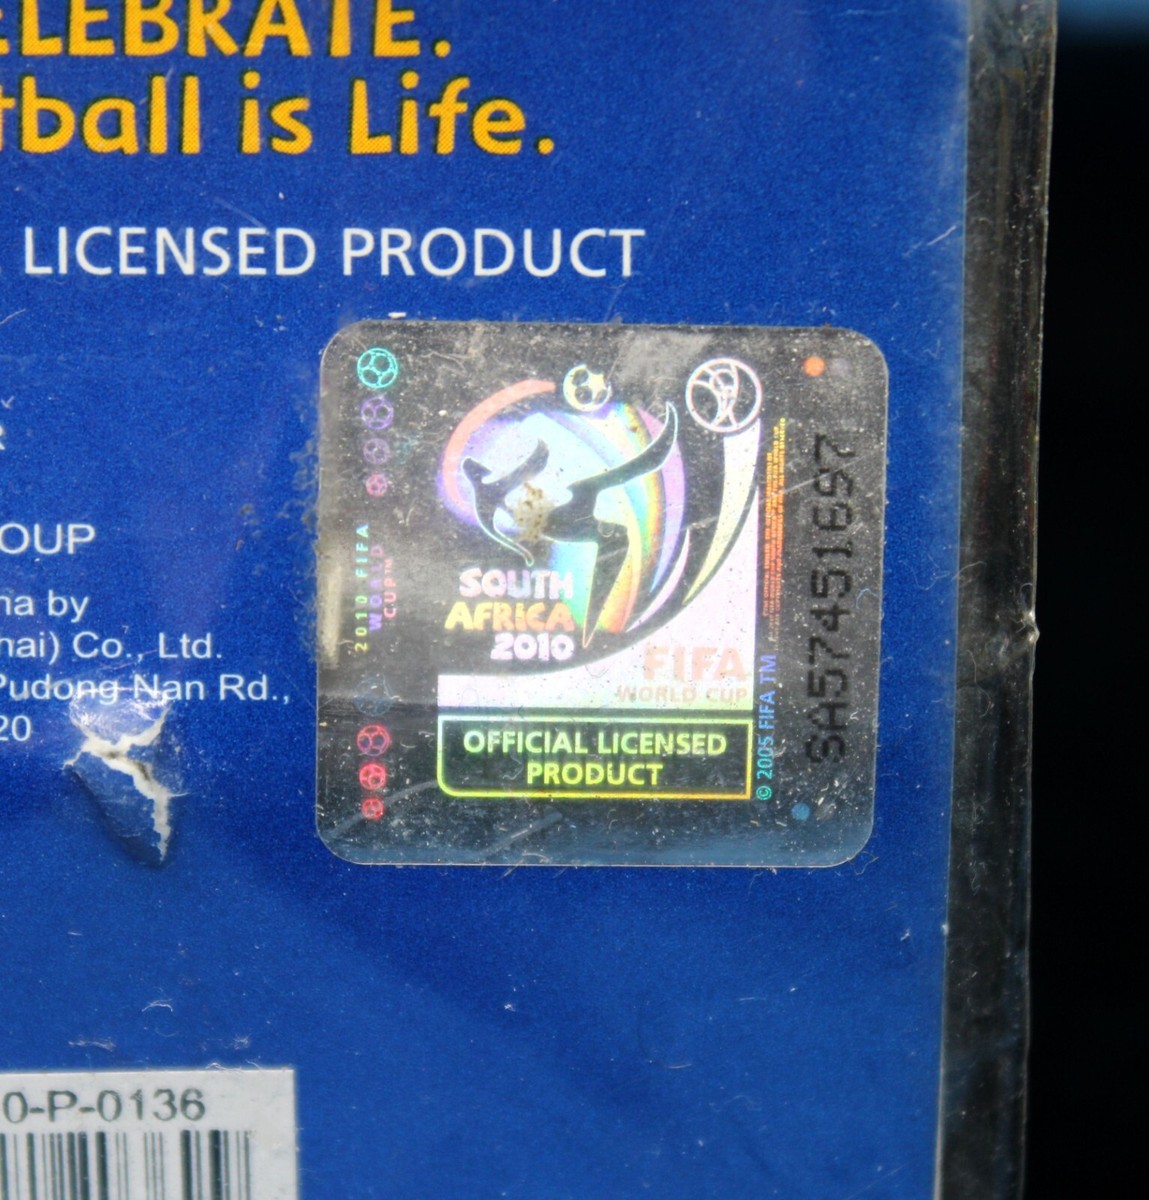 ELEBRATE.
tball is Life.
LICENSED PRODUCT
R
OUP
na by
hai) Co., Ltd.
Pudong Nan Rd.,
20
2010 FIFA
WORLD
CUP™
SOUTH
AFRICA
2010
FIFA
WORLD CUP
OFFICIAL LICENSED
PRODUCT
© 2005 FIFA TM
SA57451697
0-P-0136